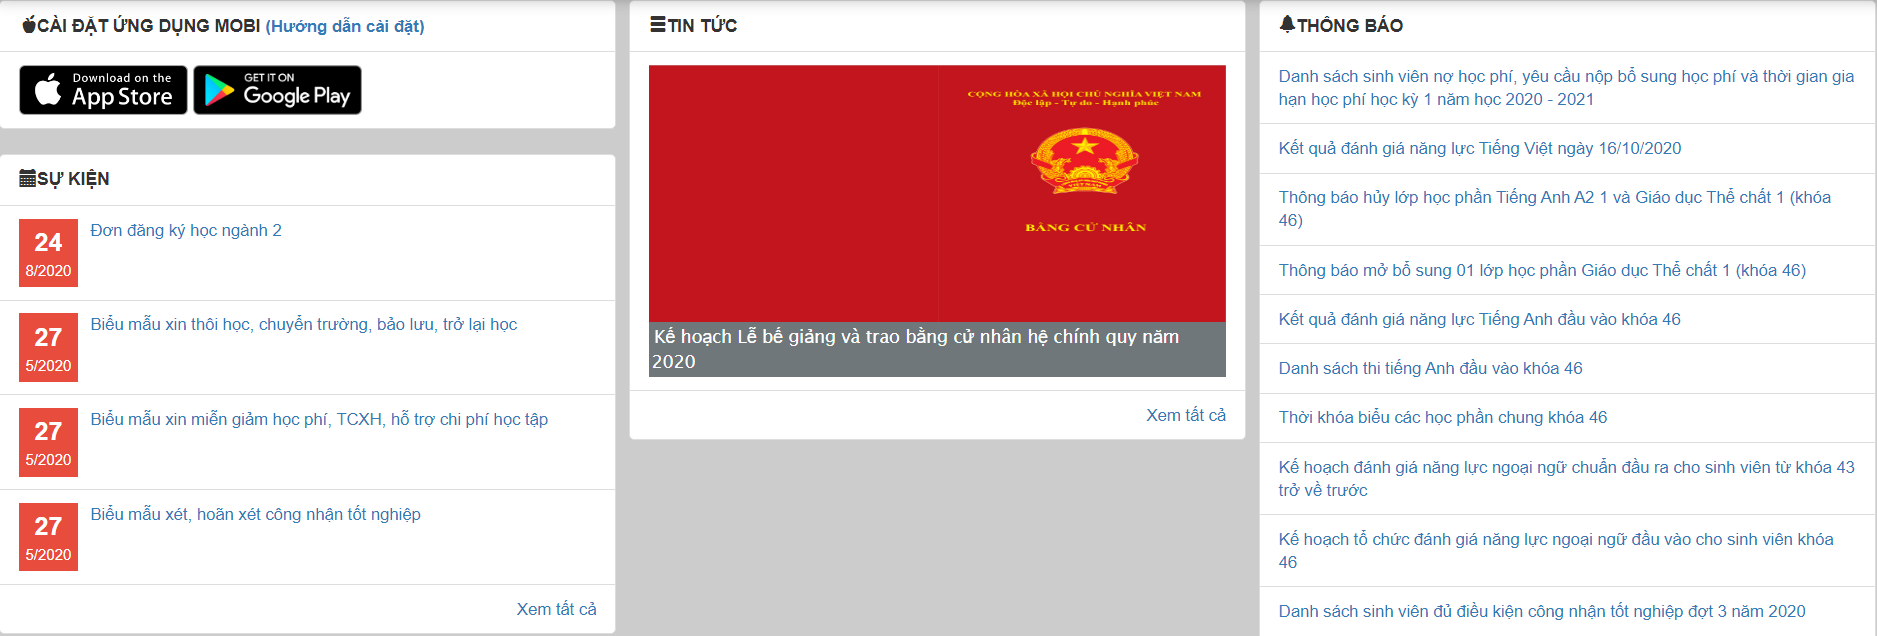 CÀI ĐẶT ỨNG DỤNG MOBI (Hướng dẫn cài đặt)
Download on the
App Store
GET IT ON
Google Play
SỰ KIỆN
24
8/2020
Đơn đăng ký học ngành 2
27
5/2020
Biểu mẫu xin thôi học, chuyển trường, bảo lưu, trở lại học
27
5/2020
Biểu mẫu xin miễn giảm học phí, TCXH, hỗ trợ chi phí học tập
27
5/2020
Biểu mẫu xét, hoãn xét công nhận tốt nghiệp
Xem tất cả
TIN TỨC
CỘNG HÒA XÃ HỘI CHỦ NGHĨA VIỆT NAM
Độc lập - Tự do - Hạnh phúc
VIỆT NAM
BẰNG CỬ NHÂN
Kế hoạch Lễ bế giảng và trao bằng cử nhân hệ chính quy năm
2020
Xem tất cả
THÔNG BÁO
Danh sách sinh viên nợ học phí, yêu cầu nộp bổ sung học phí và thời gian gia
hạn học phí học kỳ 1 năm học 2020 - 2021
Kết quả đánh giá năng lực Tiếng Việt ngày 16/10/2020
Thông báo hủy lớp học phần Tiếng Anh A2 1 và Giáo dục Thể chất 1 (khóa
46)
Thông báo mở bổ sung 01 lớp học phần Giáo dục Thể chất 1 (khóa 46)
Kết quả đánh giá năng lực Tiếng Anh đầu vào khóa 46
Danh sách thi tiếng Anh đầu vào khóa 46
Thời khóa biểu các học phần chung khóa 46
Kế hoạch đánh giá năng lực ngoại ngữ chuẩn đầu ra cho sinh viên từ khóa 43
trở về trước
Kế hoạch tổ chức đánh giá năng lực ngoại ngữ đầu vào cho sinh viên khóa
46
Danh sách sinh viên đủ điều kiện công nhận tốt nghiệp đợt 3 năm 2020